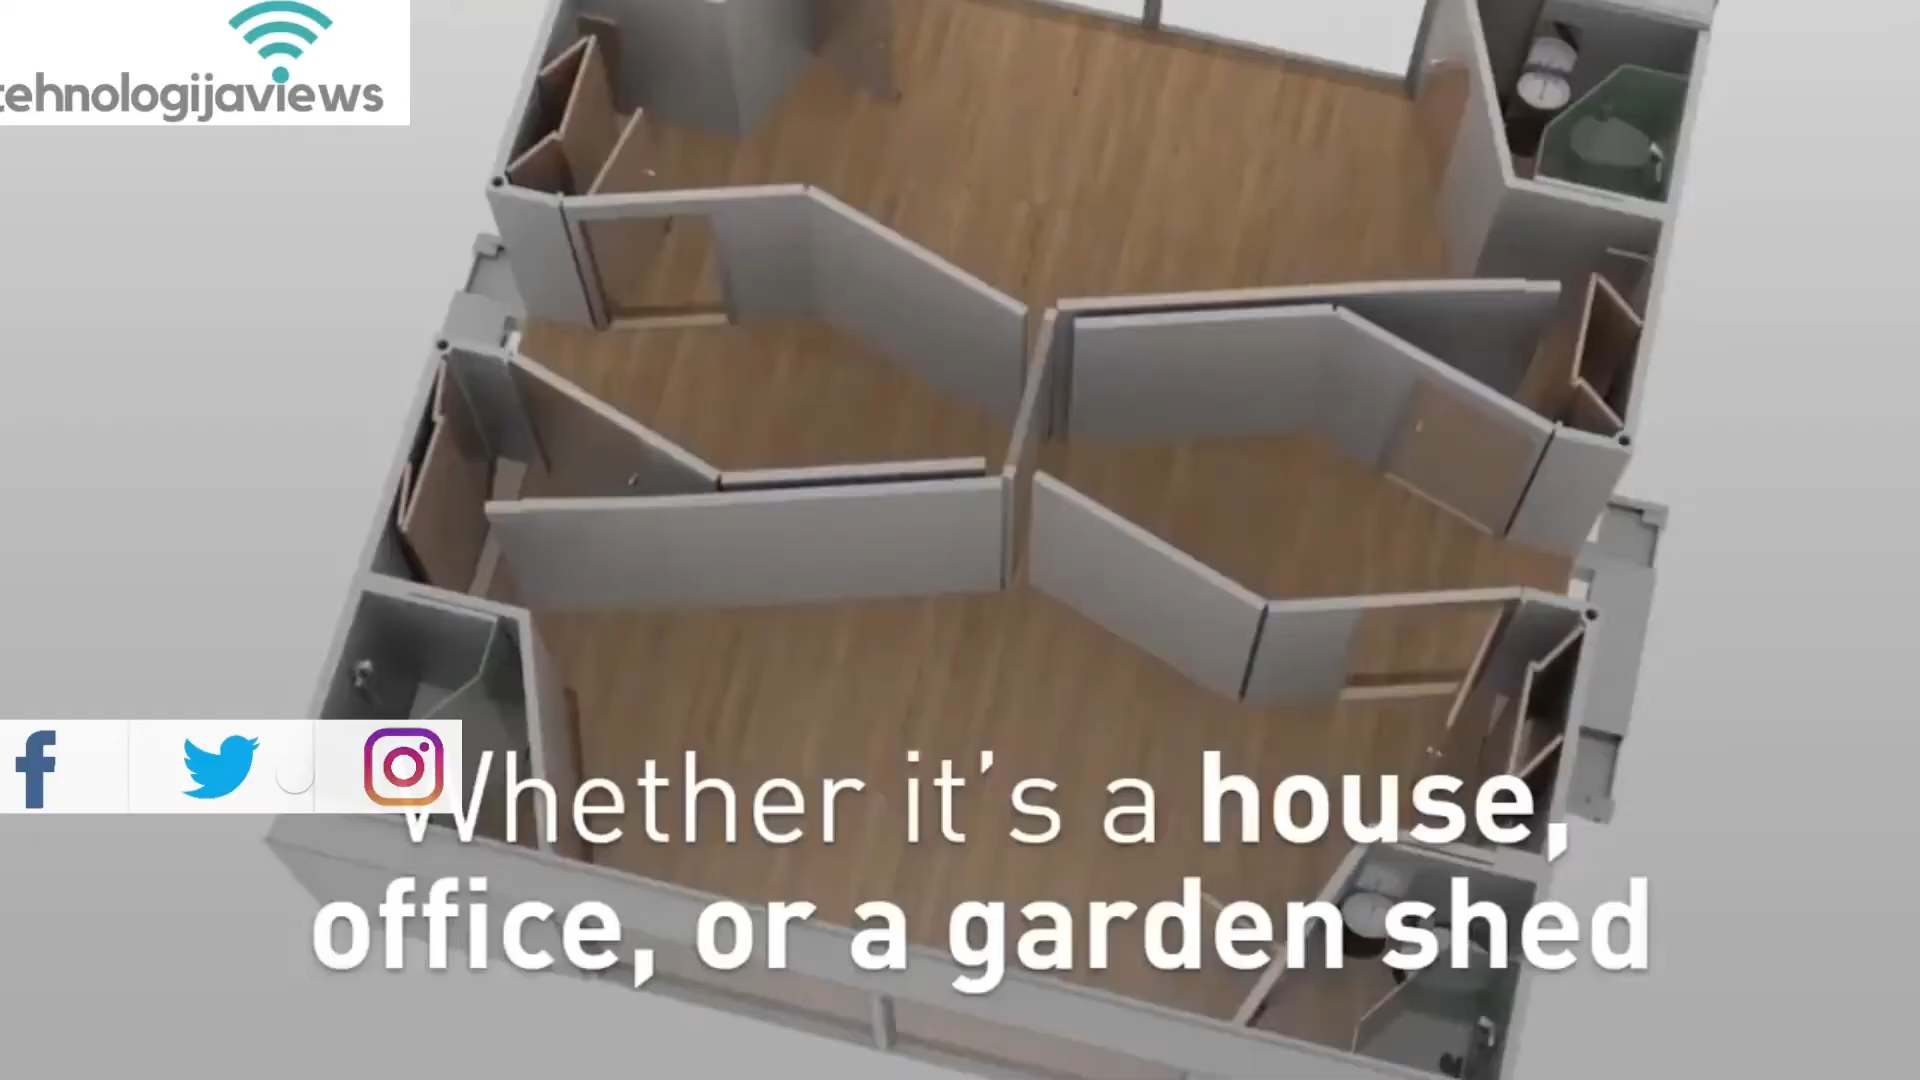 tehnologijaviews
Whether it's a house,
office, or a garden shed